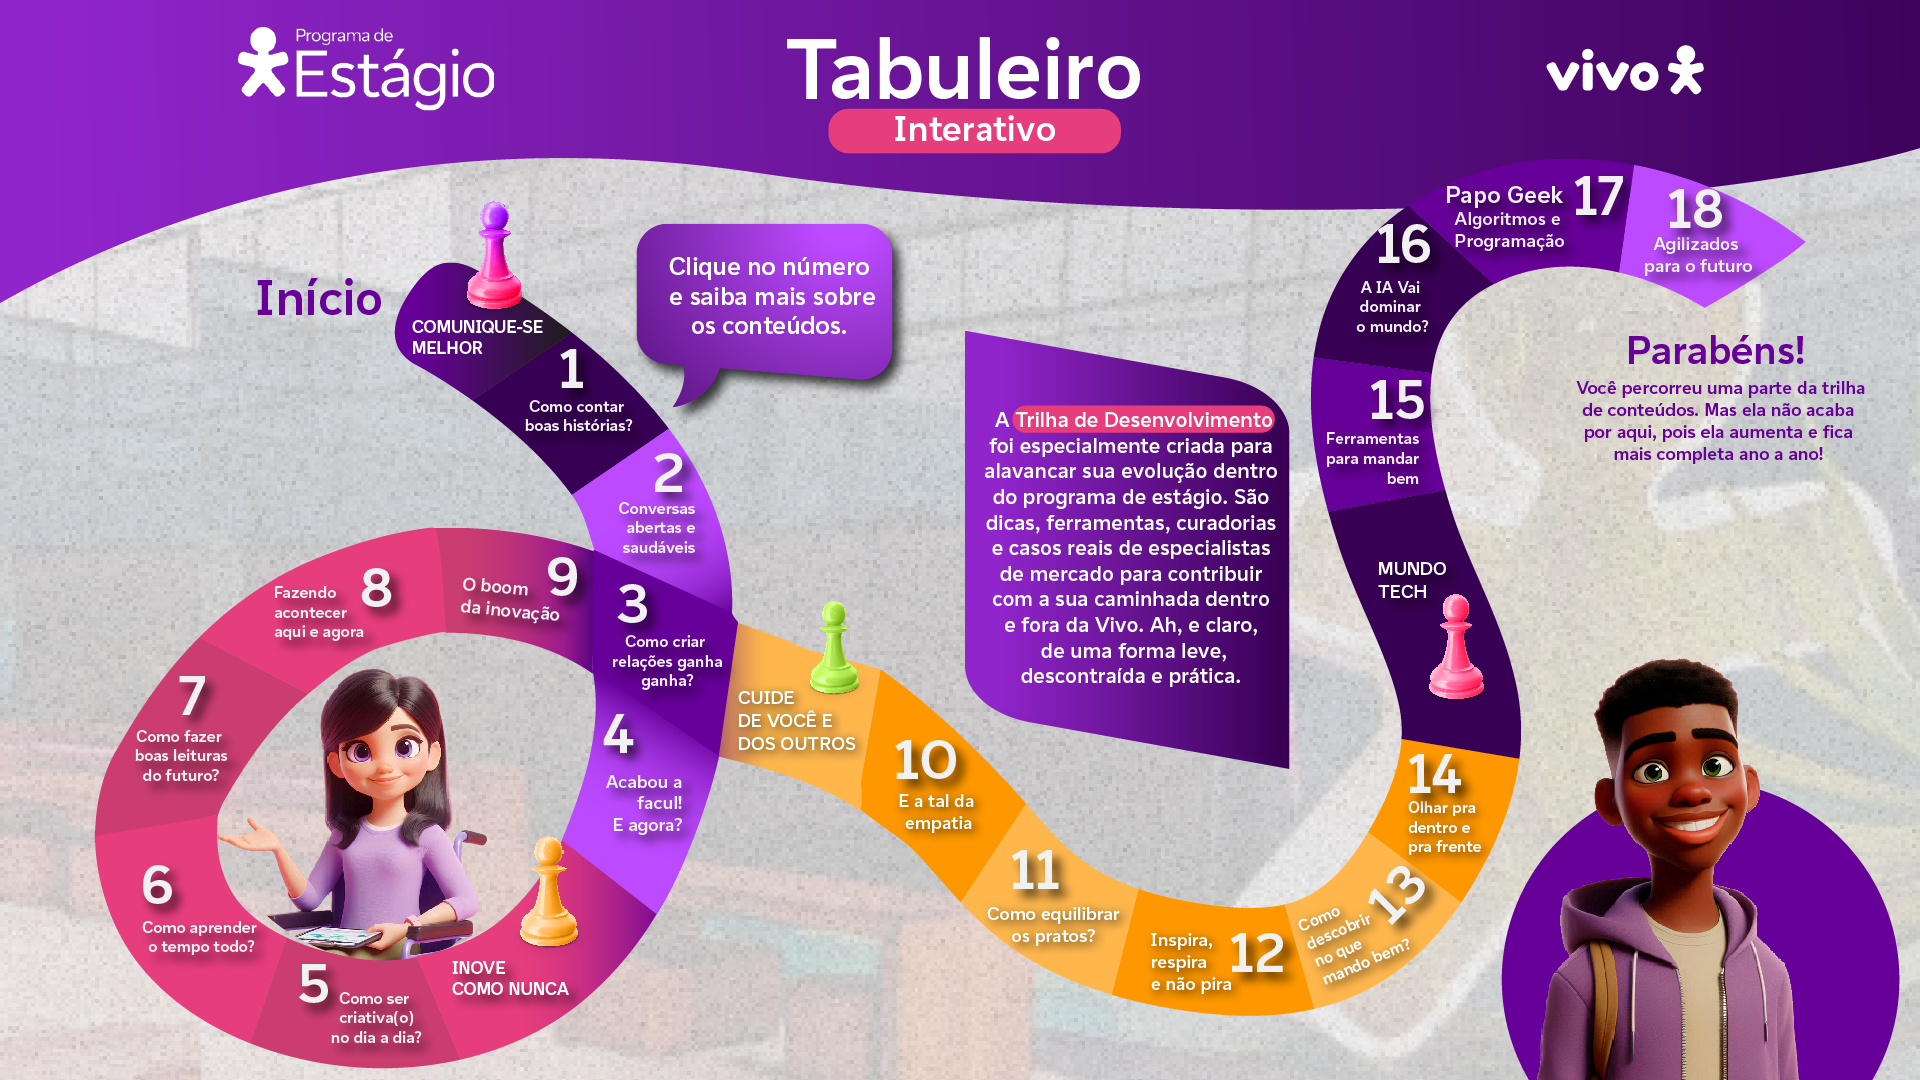 Programa de
Estágio
Tabuleiro
Interativo
vivo
Início
COMUNIQUE-SE
MELHOR
1
Como contar
boas histórias?
2
Conversas
abertas e
saudáveis
3
Como criar
relações ganha
ganha?
4
Acabou a
facul!
E agora?
INOVE
COMO NUNCA
5
Como ser
criativa(o)
no dia a dia?
6
Como aprender
o tempo todo?
7
Como fazer
boas leituras
do futuro?
8
Fazendo
acontecer
aqui e agora
9
O boom
da inovação
CUIDE
DE VOCÊ E
DOS OUTROS
10
E a tal da
empatia
11
Como equilibrar
os pratos?
12
Inspira,
respira
e não pira
13
Como
descobrir
no que
mando bem?
14
Olhar pra
dentro e
pra frente
MUNDO
TECH
15
Ferramentas
para mandar
bem
16
A IA Vai
dominar
o mundo?
17
Papo Geek
Algoritmos e
Programação
18
Agilizados
para o futuro
Clique no número
e saiba mais sobre
os conteúdos.
A Trilha de Desenvolvimento
foi especialmente criada para
alavancar sua evolução dentro
do programa de estágio. São
dicas, ferramentas, curadorias
e casos reais de especialistas
de mercado para contribuir
com a sua caminhada dentro
e fora da Vivo. Ah, e claro,
de uma forma leve,
descontraída e prática.
Parabéns!
Você percorreu uma parte da trilha
de conteúdos. Mas ela não acaba
por aqui, pois ela aumenta e fica
mais completa ano a ano!